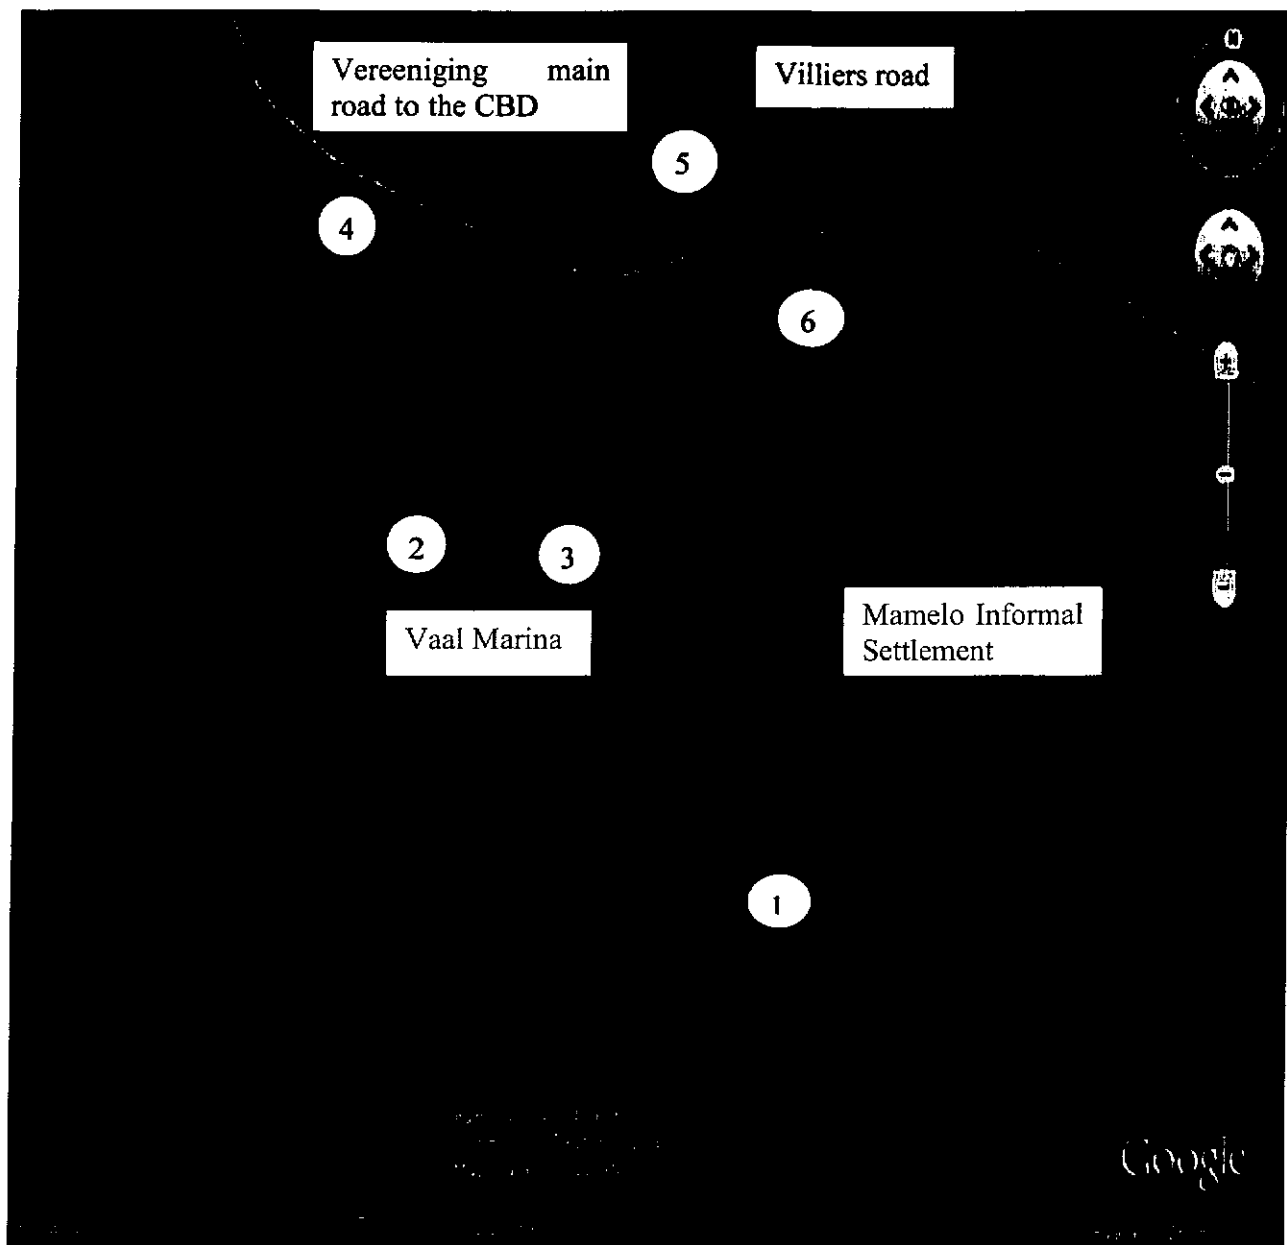 Vereeniging main
road to the CBD
Villiers road
5
4
6
2
3
Vaal Marina
Mamelo Informal
Settlement
1
Google